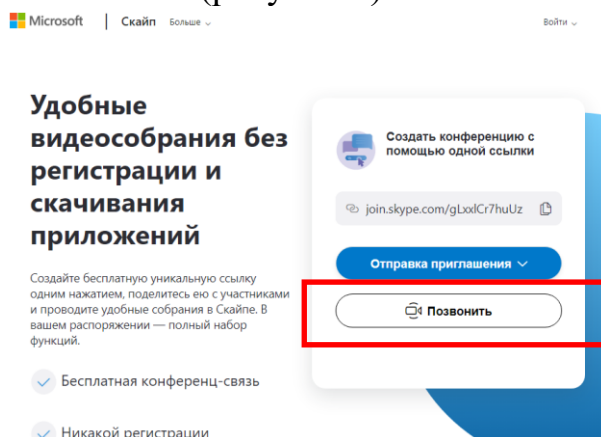 Microsoft | Скайп Больше Войти
Удобные
видеособрания без
регистрации и
скачивания
приложений
Создайте бесплатную уникальную ссылку
одним нажатием, поделитесь ею с участниками
и проводите удобные собрания в Скайпе. В
вашем распоряжении — полный набор
функций.
Бесплатная конференц-связь
Никакой регистрации
Создать конференцию с
помощью одной ссылки
join.skype.com/gLxxlCr7huUz
Отправка приглашения
Позвонить